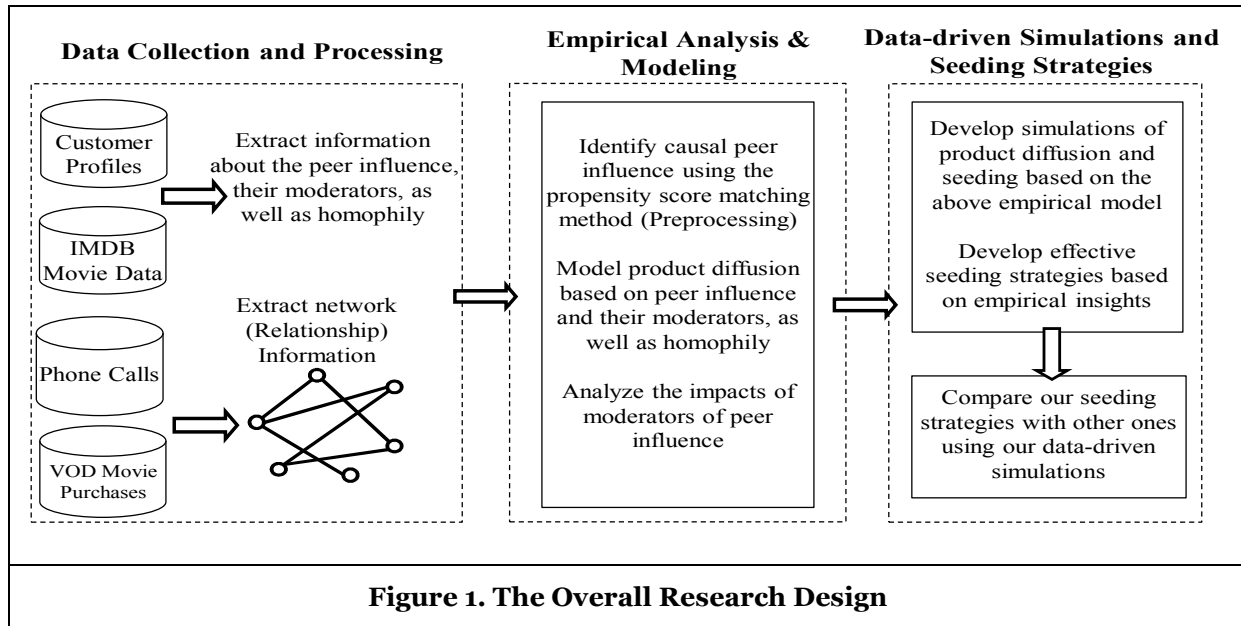 Data Collection and Processing
Customer
Profiles
IMDB
Movie Data
Phone Calls
VOD Movie
Purchases
Extract information
about the peer influence,
their moderators, as
well as homophily
Extract network
(Relationship)
Information
Empirical Analysis &
Modeling
Identify causal peer
influence using the
propensity score matching
method (Preprocessing)
Model product diffusion
based on peer influence
and their moderators, as
well as homophily
Analyze the impacts of
moderators of peer
influence
Data-driven Simulations and
Seeding Strategies
Develop simulations of
product diffusion and
seeding based on the
above empirical model
Develop effective
seeding strategies based
on empirical insights
Compare our seeding
strategies with other ones
using our data-driven
simulations
Figure 1. The Overall Research Design